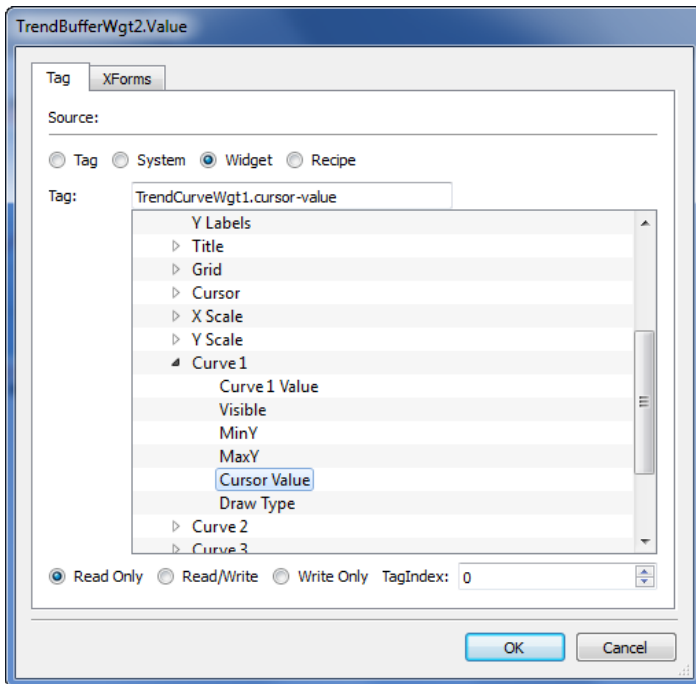 TrendBufferWgt2.Value
Tag XForms
Source:
Tag System Widget Recipe
Tag: TrendCurveWgt1.cursor-value
Y Labels
Title
Grid
Cursor
X Scale
Y Scale
Curve 1
Curve 1 Value
Visible
MinY
MaxY
Cursor Value
Draw Type
Curve 2
Curve 3
Read Only Read/Write Write Only TagIndex: 0
OK Cancel